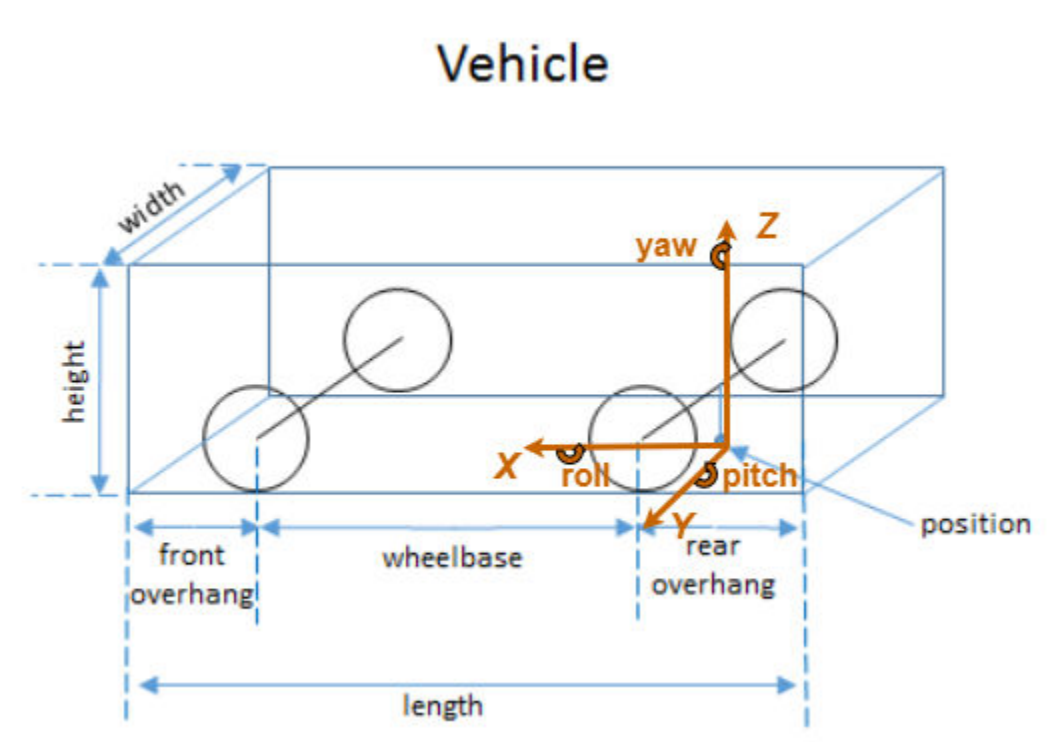 Vehicle
width
yaw
Z
height
X
roll
pitch
Y
position
front
overhang
wheelbase
rear
overhang
length